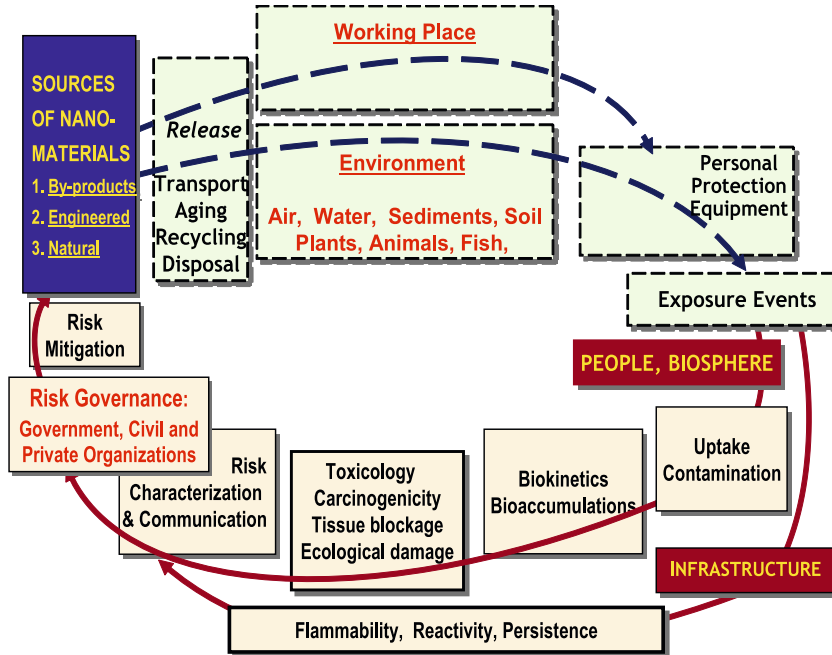 Working Place
SOURCES
OF NANO-
MATERIALS
1. By-products
2. Engineered
3. Natural
Release
Transport
Aging
Recycling
Disposal
Environment
Air, Water, Sediments, Soil
Plants, Animals, Fish,
Personal
Protection
Equipment
Exposure Events
Risk
Mitigation
PEOPLE, BIOSPHERE
Risk Governance:
Government, Civil and
Private Organizations
Risk
Characterization
& Communication
Toxicology
Carcinogenicity
Tissue blockage
Ecological damage
Biokinetics
Bioaccumulations
Uptake
Contamination
INFRASTRUCTURE
Flammability, Reactivity, Persistence